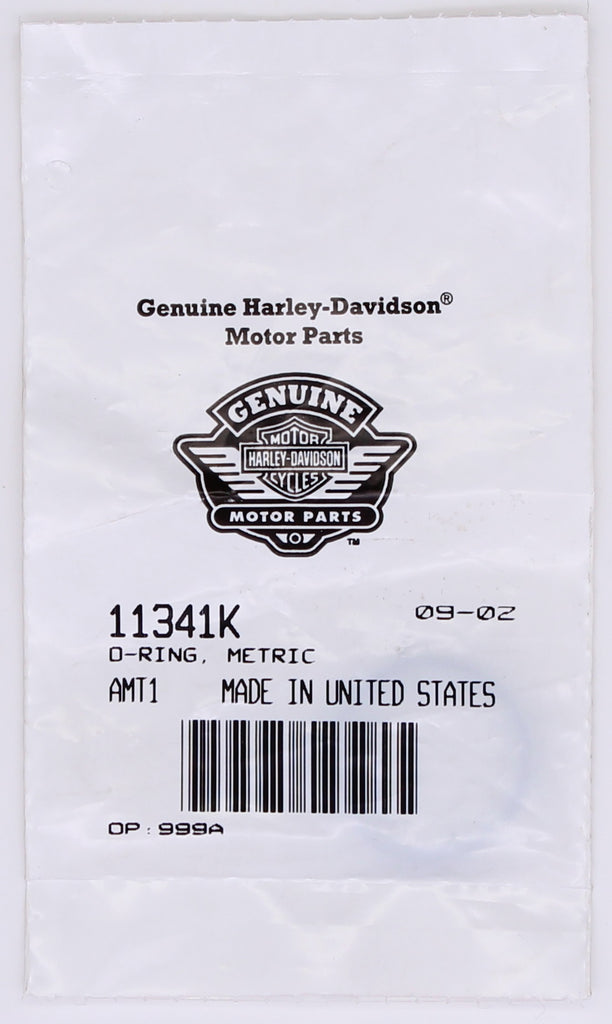 Genuine Harley-Davidson®
Motor Parts
GENUINE
MOTOR
HARLEY-DAVIDSON
CYCLES
MOTOR PARTS
TM
11341K
09-02
O-RING, METRIC
AMT1 MADE IN UNITED STATES
OP: 999A